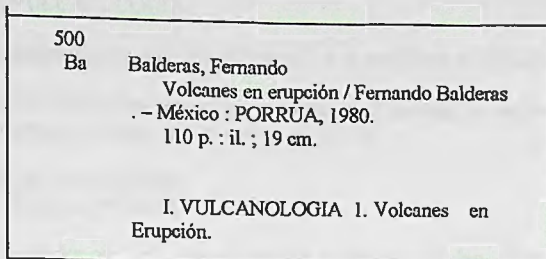 500
Ba Balderas, Fernando
Volcanes en erupción / Fernando Balderas
. – México : PORRUA, 1980.
110 p. : il. ; 19 cm.
I. VULCANOLOGIA 1. Volcanes en
Erupción.